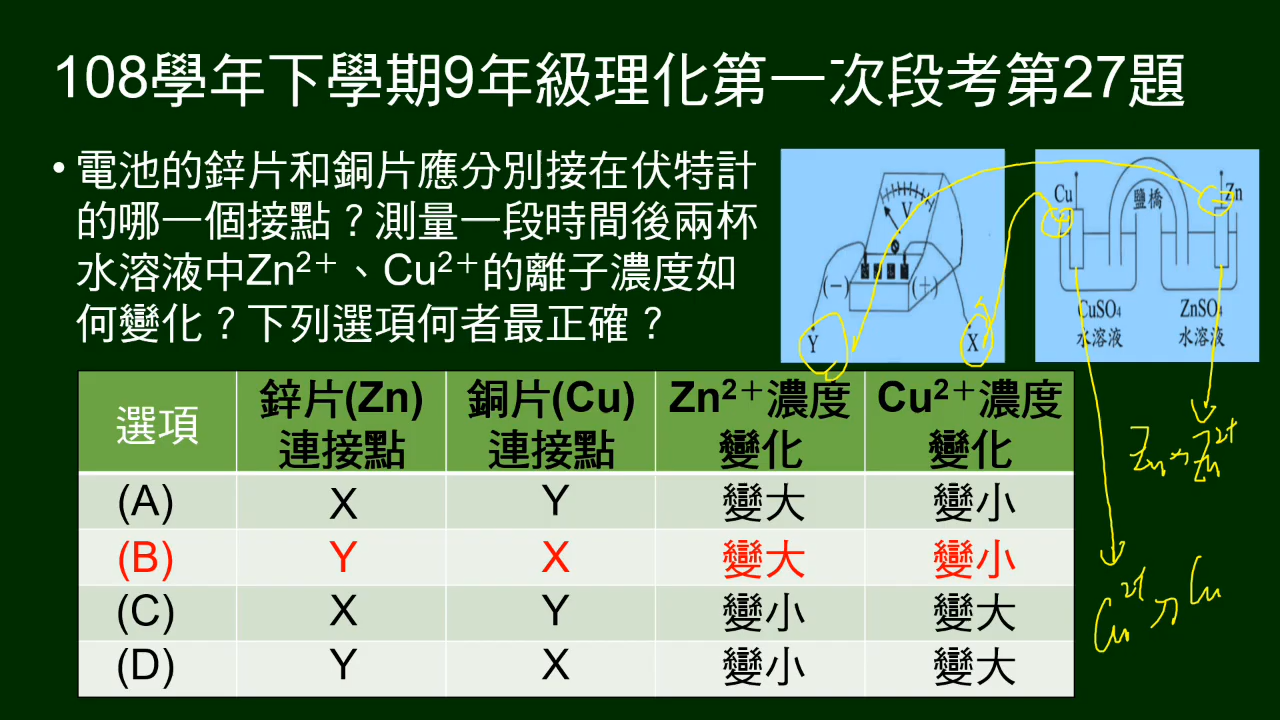 108學年下學期9年級理化第一次段考第27題
• 電池的鋅片和銅片應分別接在伏特計
的哪一個接點？測量一段時間後兩杯
水溶液中Zn²⁺、Cu²⁺的離子濃度如
何變化？下列選項何者最正確？
V
(−) (+)
Y X
Cu 鹽橋 Zn
+ −
CuSO₄ ZnSO₄
水溶液 水溶液
選項 鋅片(Zn) 連接點 銅片(Cu) 連接點 Zn²⁺濃度 變化 Cu²⁺濃度 變化
(A) X Y 變大 變小
(B) Y X 變大 變小
(C) X Y 變小 變大
(D) Y X 變小 變大
Zn → Zn²⁺
Cu²⁺ → Cu